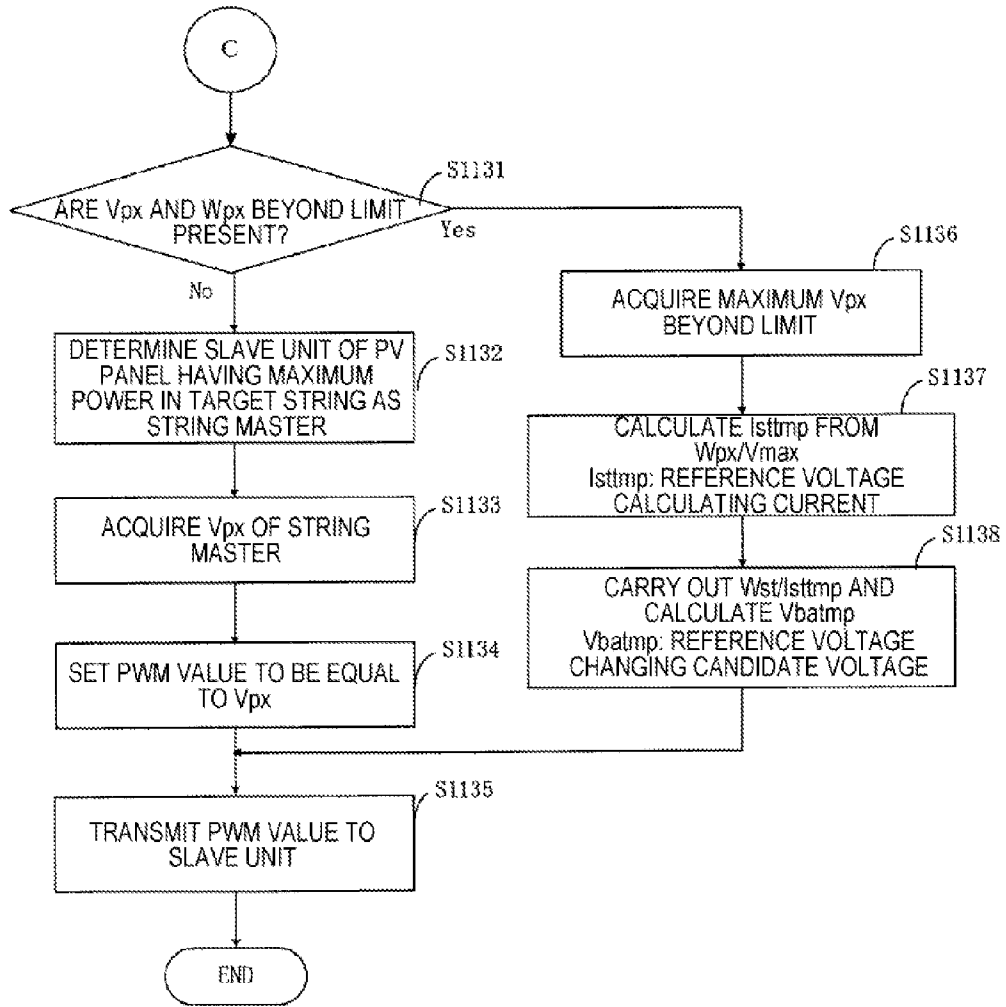 C
S1131
ARE Vpx AND Wpx BEYOND LIMIT
PRESENT?
Yes
No
S1132
DETERMINE SLAVE UNIT OF PV
PANEL HAVING MAXIMUM
POWER IN TARGET STRING AS
STRING MASTER
S1133
ACQUIRE Vpx OF STRING
MASTER
S1134
SET PWM VALUE TO BE EQUAL
TO Vpx
S1136
ACQUIRE MAXIMUM Vpx
BEYOND LIMIT
S1137
CALCULATE Isttmp FROM
Wpx/Vmax
Isttmp: REFERENCE VOLTAGE
CALCULATING CURRENT
S1138
CARRY OUT Wst/Isttmp AND
CALCULATE Vbatmp
Vbatmp: REFERENCE VOLTAGE
CHANGING CANDIDATE VOLTAGE
S1135
TRANSMIT PWM VALUE TO
SLAVE UNIT
END